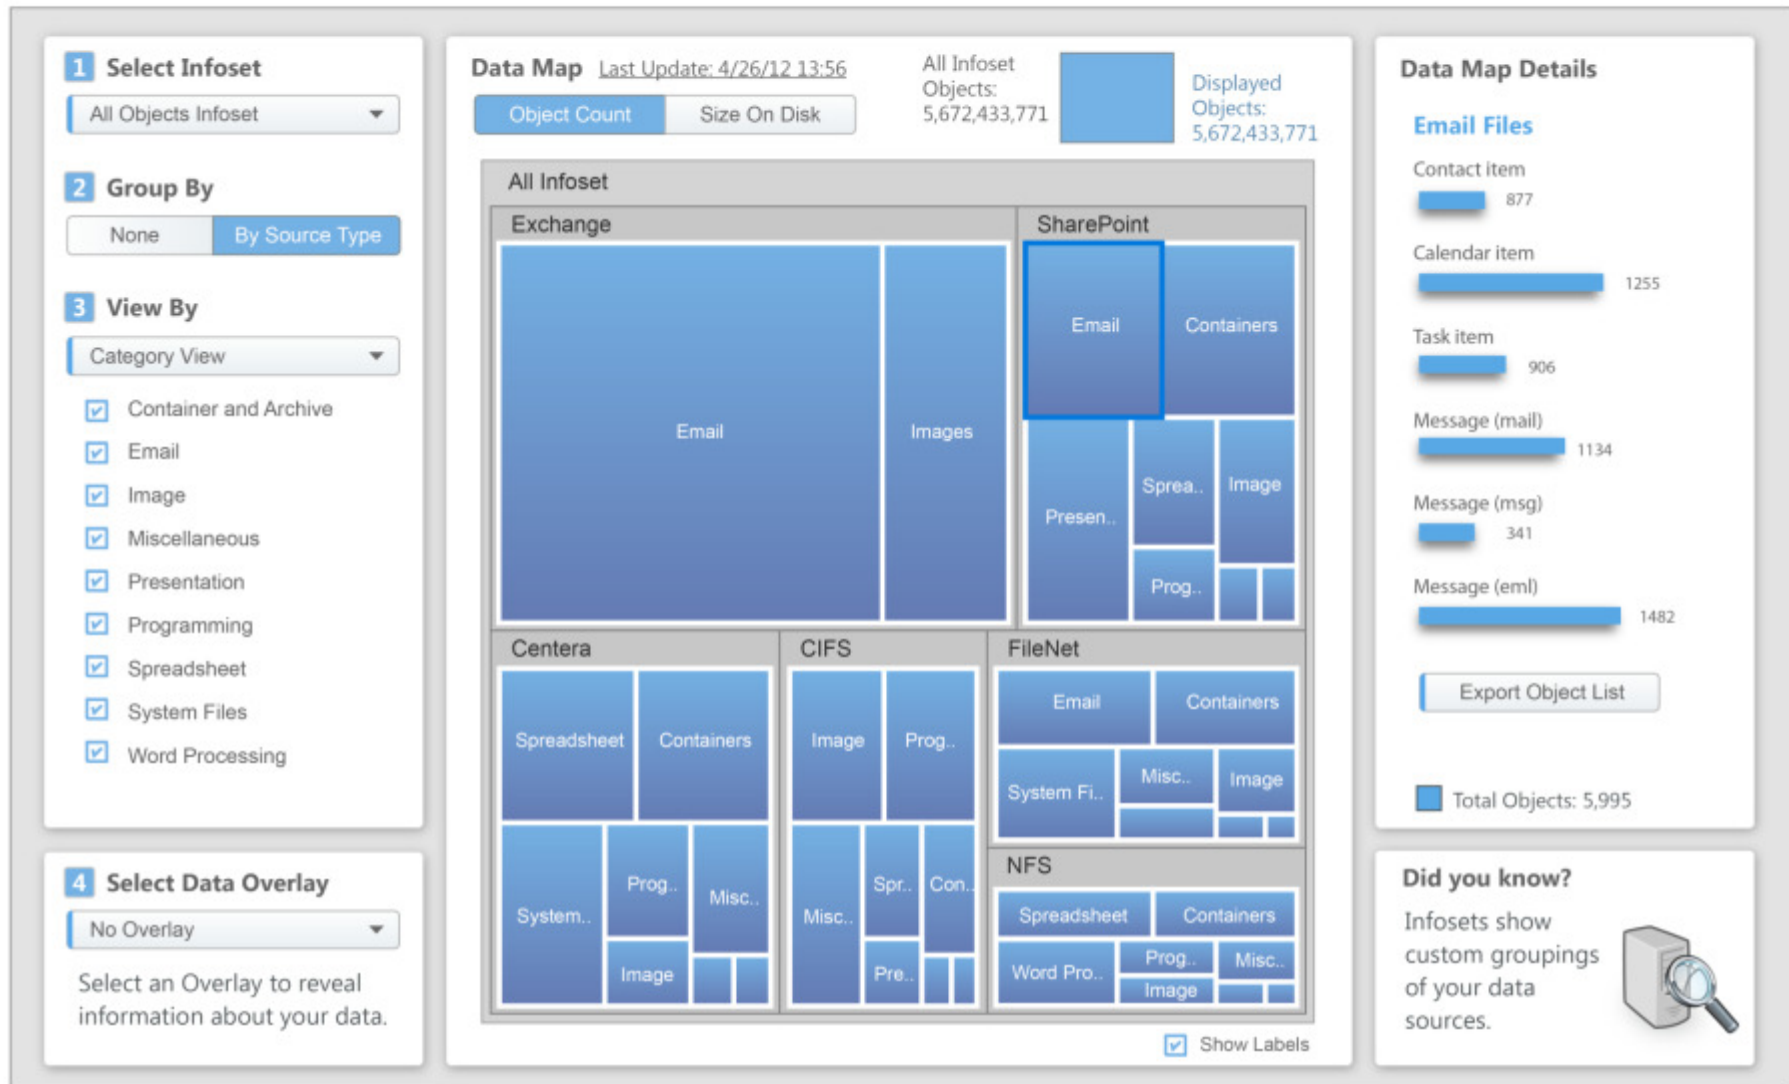 1 Select Infoset
All Objects Infoset
2 Group By
None By Source Type
3 View By
Category View
Container and Archive
Email
Image
Miscellaneous
Presentation
Programming
Spreadsheet
System Files
Word Processing
4 Select Data Overlay
No Overlay
Select an Overlay to reveal
information about your data.
Data Map Last Update: 4/26/12 13:56
Object Count Size On Disk
All Infoset
Objects:
5,672,433,771
Displayed
Objects:
5,672,433,771
All Infoset
Exchange
Email
Images
SharePoint
Email
Containers
Presen..
Sprea..
Image
Prog..
Centera
Spreadsheet
Containers
System..
Prog..
Misc..
Image
CIFS
Image
Prog..
Misc..
Spr..
Con..
Pre..
FileNet
Email
Containers
System Fi..
Misc..
Image
NFS
Spreadsheet
Containers
Word Pro..
Prog..
Misc..
Image
Show Labels
Data Map Details
Email Files
Contact item
877
Calendar item
1255
Task item
906
Message (mail)
1134
Message (msg)
341
Message (eml)
1482
Export Object List
Total Objects: 5,995
Did you know?
Infosets show
custom groupings
of your data
sources.